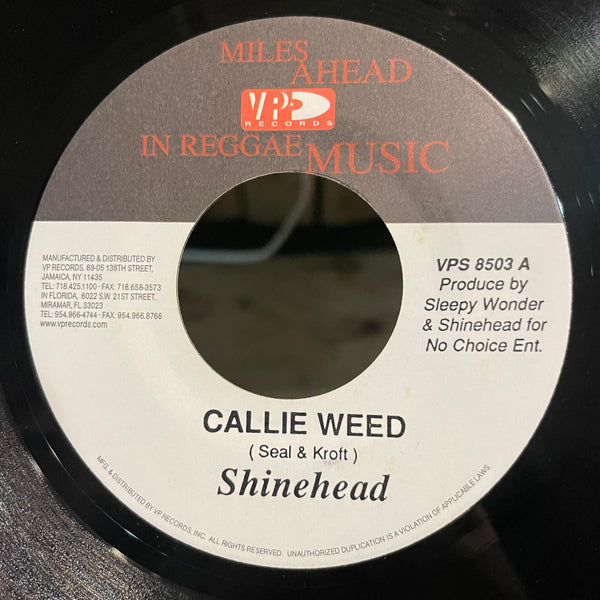 MILES
AHEAD
VP
RECORDS
IN REGGAE
MUSIC
MANUFACTURED & DISTRIBUTED BY
VP RECORDS. 89-05 138TH STREET,
JAMAICA, NY 11435
TEL: 718.425.1100 · FAX: 718.658-3573
IN FLORIDA, 6022 S.W. 21ST STREET,
MIRAMAR, FL 33023
TEL: 954.966-4744 · FAX: 954.966.8766
www.vprecords.com
VPS 8503 A
Produce by
Sleepy Wonder
& Shinehead for
No Choice Ent.
CALLIE WEED
( Seal & Kroft )
Shinehead
MFG. & DISTRIBUTED BY VP RECORDS, INC. ALL RIGHTS RESERVED. UNAUTHORIZED DUPLICATION IS A VIOLATION OF APPLICABLE LAWS.